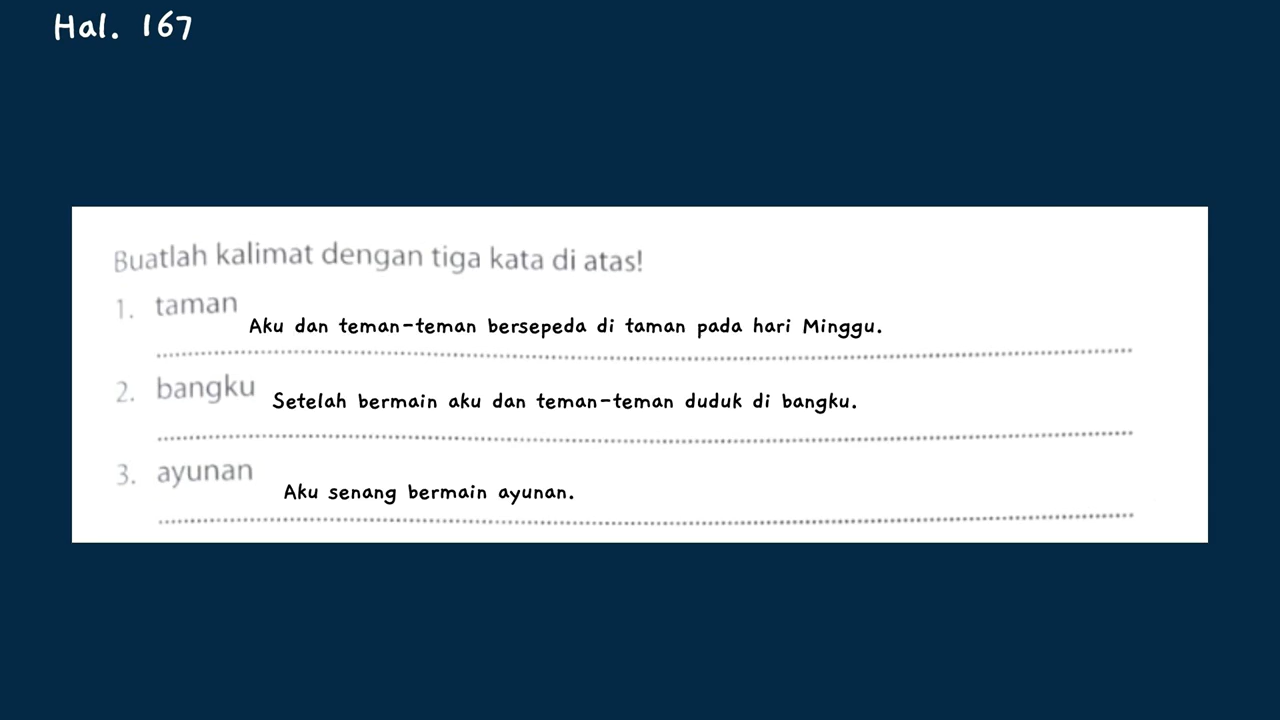 Hal. 167
Buatlah kalimat dengan tiga kata di atas!
1. taman
Aku dan teman-teman bersepeda di taman pada hari Minggu.
2. bangku
Setelah bermain aku dan teman-teman duduk di bangku.
3. ayunan
Aku senang bermain ayunan.